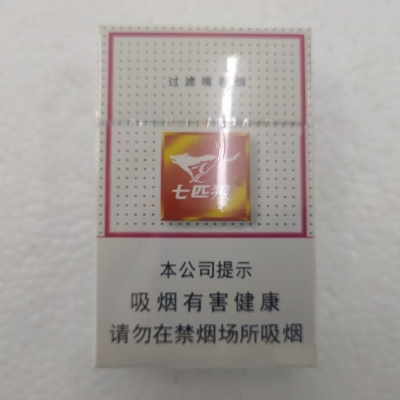 过滤嘴卷烟
七匹狼
本公司提示
吸烟有害健康
请勿在禁烟场所吸烟